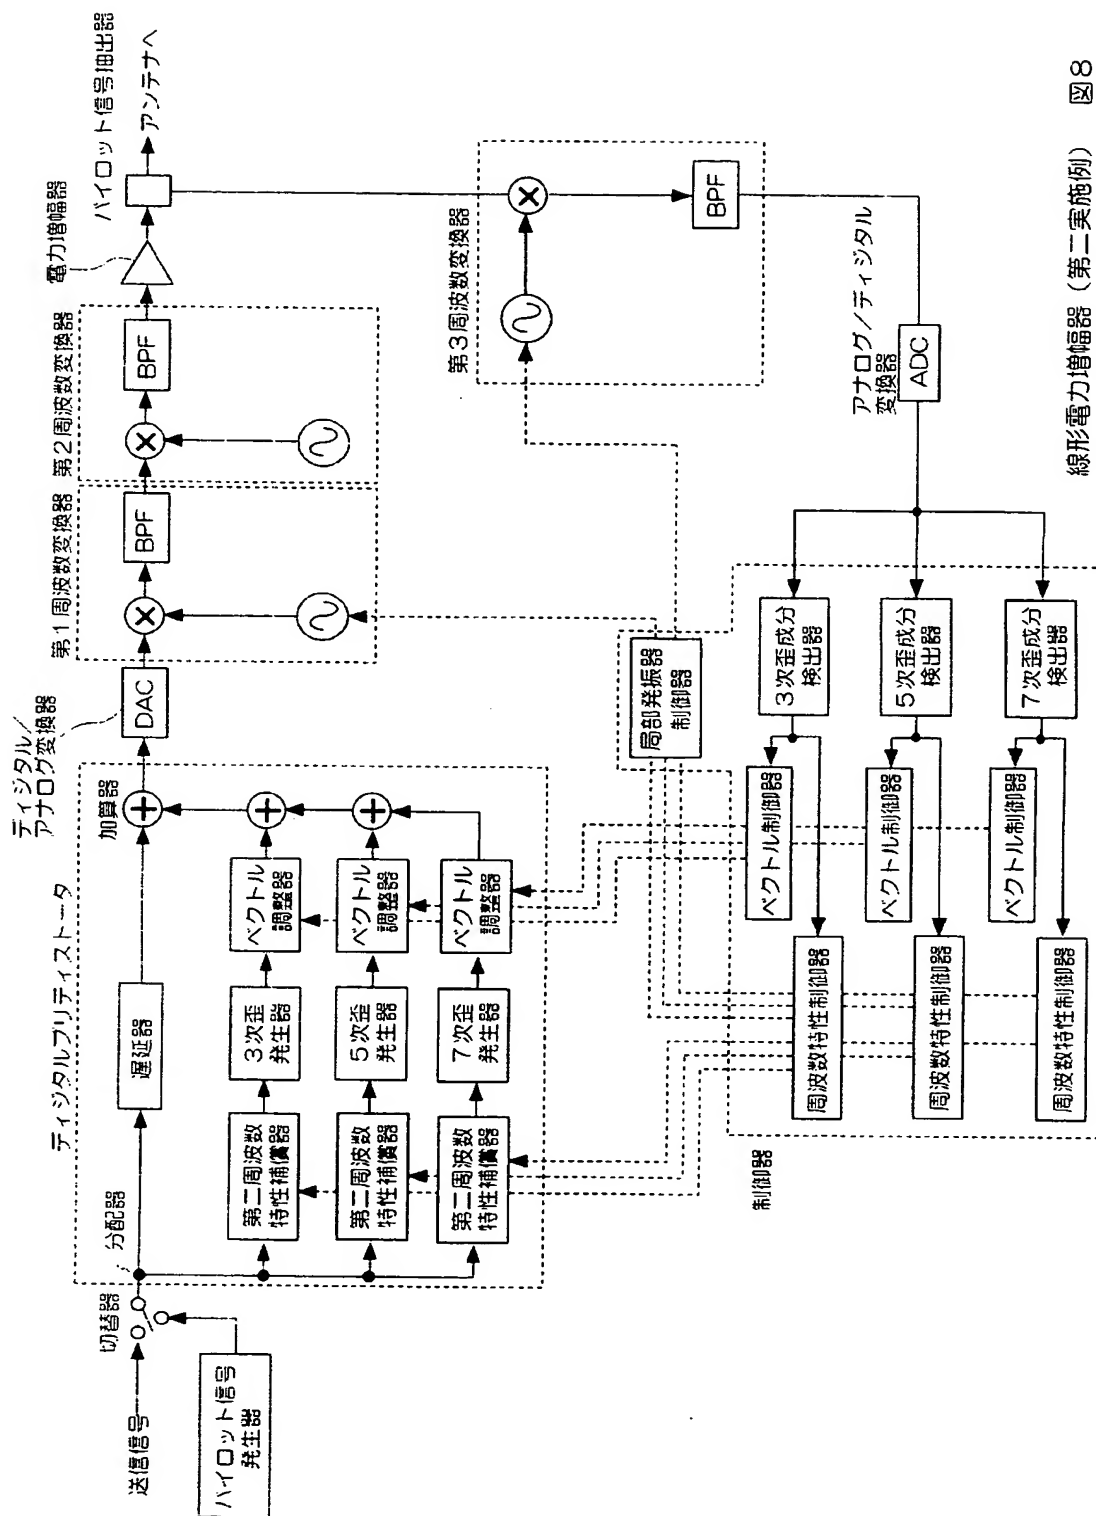 送信信号
切替器
パイロット信号
発生器
ディジタルプリディストータ
分配器
遅延器
第二周波数
特性補償器
3次歪
発生器
ベクトル
調整器
第二周波数
特性補償器
5次歪
発生器
ベクトル
調整器
第二周波数
特性補償器
7次歪
発生器
ベクトル
調整器
加算器
ディジタル/
アナログ変換器
DAC
第1周波数変換器
BPF
第2周波数変換器
BPF
電力増幅器
パイロット信号抽出器
アンテナへ
第3周波数変換器
BPF
アナログ/ディジタル
変換器
ADC
局部発振器
制御器
制御器
3次歪成分
検出器
ベクトル制御器
周波数特性制御器
5次歪成分
検出器
ベクトル制御器
周波数特性制御器
7次歪成分
検出器
ベクトル制御器
周波数特性制御器
線形電力増幅器(第二実施例) 図8